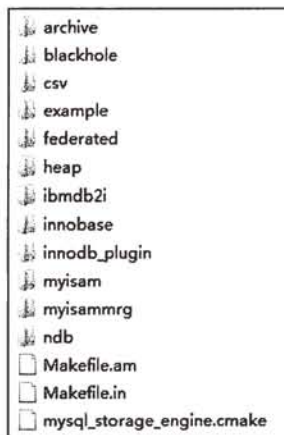 archive
blackhole
csv
example
federated
heap
ibmdb2i
innobase
innodb_plugin
myisam
myisammrg
ndb
Makefile.am
Makefile.in
mysql_storage_engine.cmake